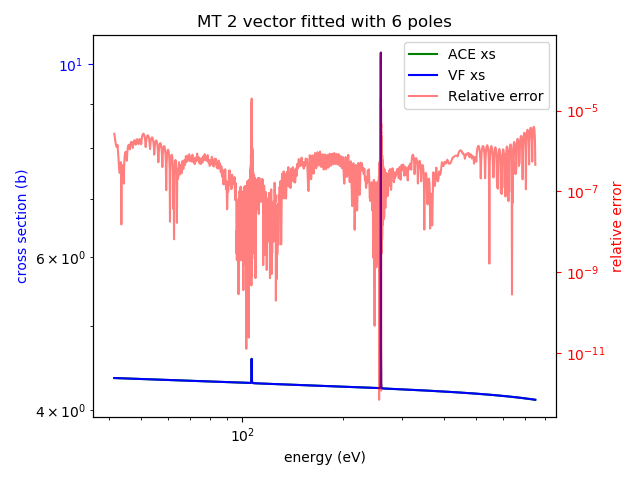 MT 2 vector fitted with 6 poles
10¹
6 × 10⁰
4 × 10⁰
cross section (b)
ACE xs
VF xs
Relative error
10⁻⁵
10⁻⁷
10⁻⁹
10⁻¹¹
relative error
10²
energy (eV)